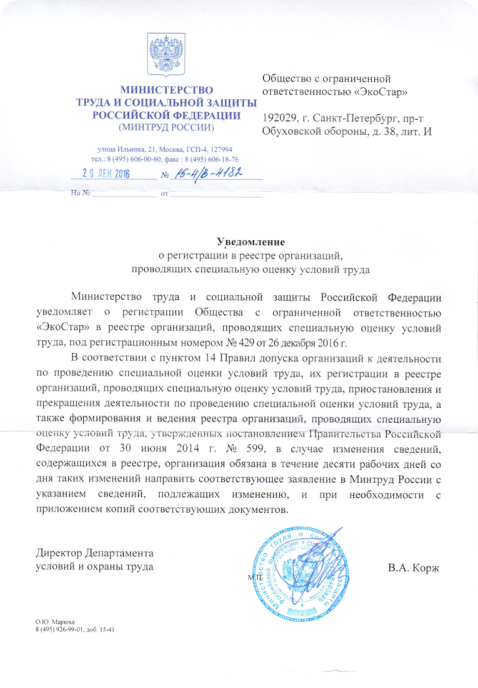 МИНИСТЕРСТВО
ТРУДА И СОЦИАЛЬНОЙ ЗАЩИТЫ
РОССИЙСКОЙ ФЕДЕРАЦИИ
(МИНТРУД РОССИИ)
улица Ильинка, 21, Москва, ГСП-4, 127994
тел.: 8 (495) 606-00-60, факс : 8 (495) 606-18-76
29 ДЕК 2016 № 15-4/В-4182
На № от
Общество с ограниченной
ответственностью «ЭкоСтар»
192029, г. Санкт-Петербург, пр-т
Обуховской обороны, д. 38, лит. И
Уведомление
о регистрации в реестре организаций,
проводящих специальную оценку условий труда
Министерство труда и социальной защиты Российской Федерации
уведомляет о регистрации Общества с ограниченной ответственностью
«ЭкоСтар» в реестре организаций, проводящих специальную оценку условий
труда, под регистрационным номером № 429 от 26 декабря 2016 г.
В соответствии с пунктом 14 Правил допуска организаций к деятельности
по проведению специальной оценки условий труда, их регистрации в реестре
организаций, проводящих специальную оценку условий труда, приостановления и
прекращения деятельности по проведению специальной оценки условий труда, а
также формирования и ведения реестра организаций, проводящих специальную
оценку условий труда, утвержденных постановлением Правительства Российской
Федерации от 30 июня 2014 г. № 599, в случае изменения сведений,
содержащихся в реестре, организация обязана в течение десяти рабочих дней со
дня таких изменений направить соответствующее заявление в Минтруд России с
указанием сведений, подлежащих изменению, и при необходимости с
приложением копий соответствующих документов.
Директор Департамента
условий и охраны труда
М.П.
В.А. Корж
О.Ю. Марюха
8 (495) 926-99-01, доб. 15-41